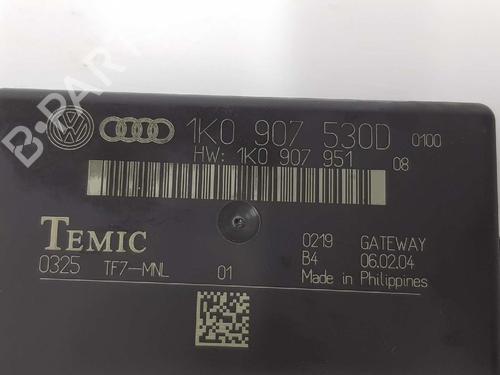 B-PARTS
1K0 907 530D 0100
HW: 1K0 907 951 08
TEMIC
0325 TF7-MNL 01
0219 GATEWAY
B4 06.02.04
Made in Philippines